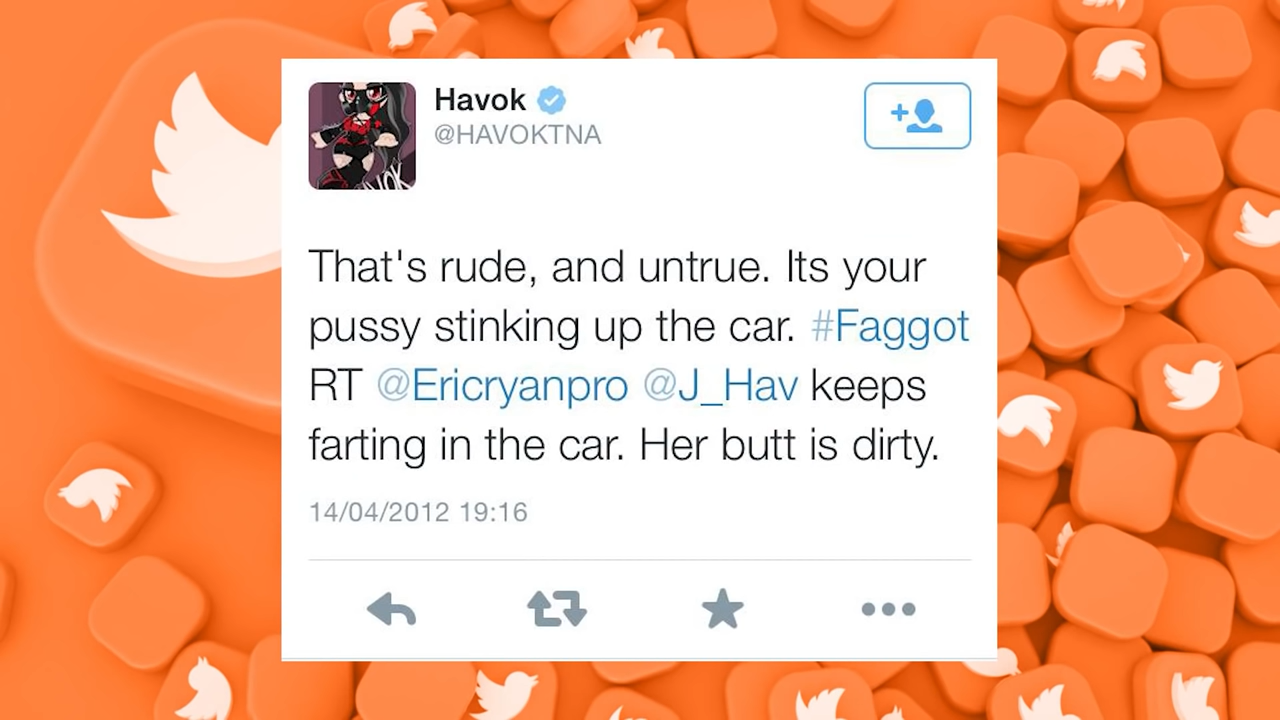 Havok
@HAVOKTNA
That's rude, and untrue. Its your
pussy stinking up the car. #Faggot
RT @Ericryanpro @J_Hav keeps
farting in the car. Her butt is dirty.
14/04/2012 19:16